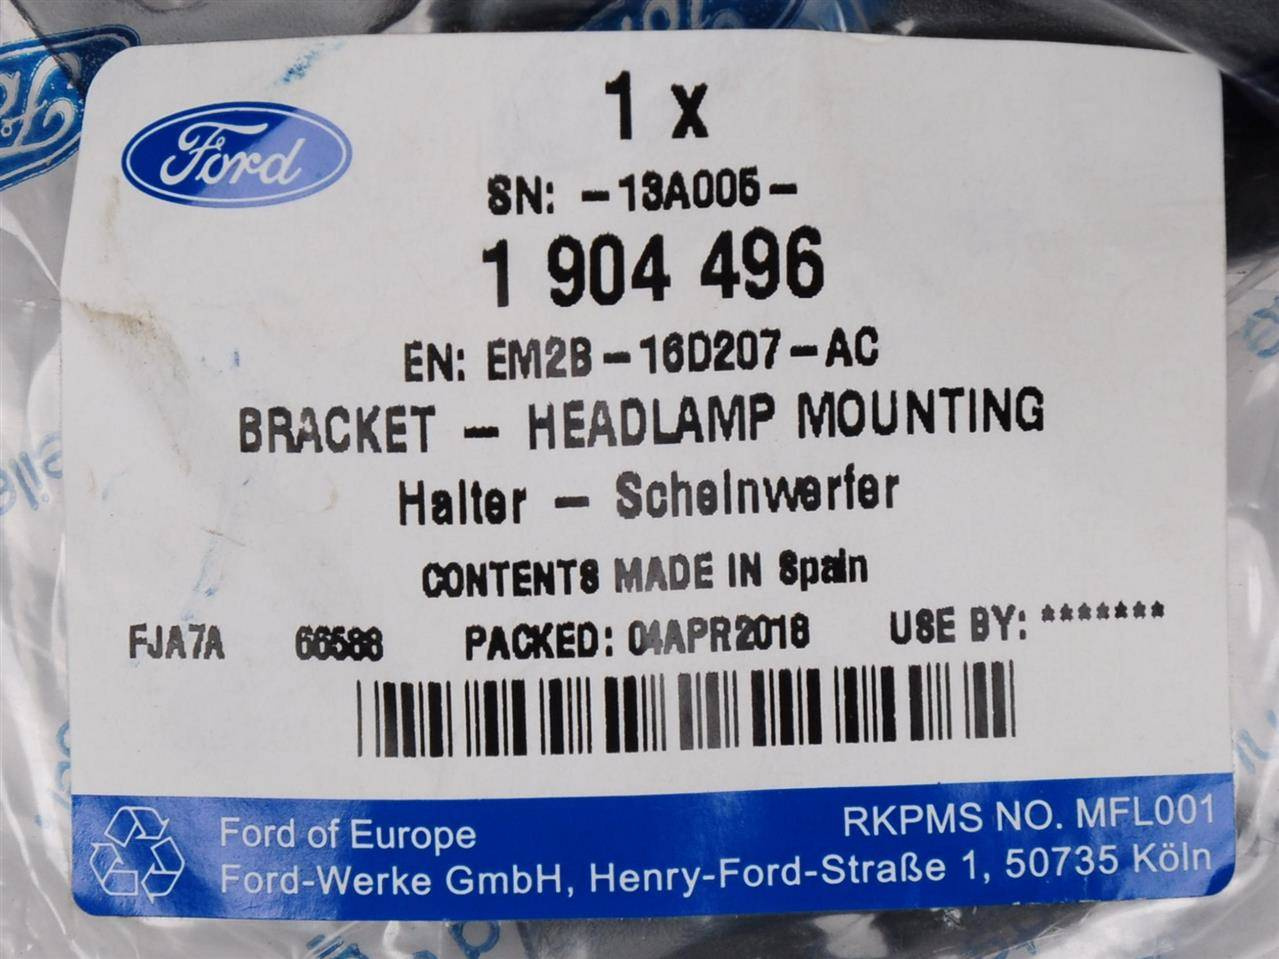 Ford
1 x
SN: -13A005-
1 904 496
EN: EM2B-16D207-AC
BRACKET - HEADLAMP MOUNTING
Halter - Scheinwerfer
CONTENTS MADE IN Spain
FJA7A 66588 PACKED: 04APR2018 USE BY: *******
Ford of Europe
RKPMS NO. MFL001
Ford-Werke GmbH, Henry-Ford-Straße 1, 50735 Köln